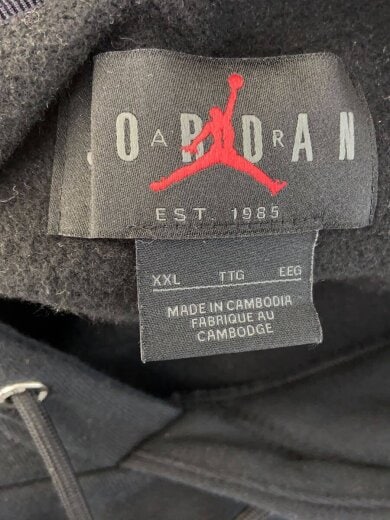 JORDAN
AIR
EST. 1985
XXL TTG EEG
MADE IN CAMBODIA
FABRIQUE AU
CAMBODGE